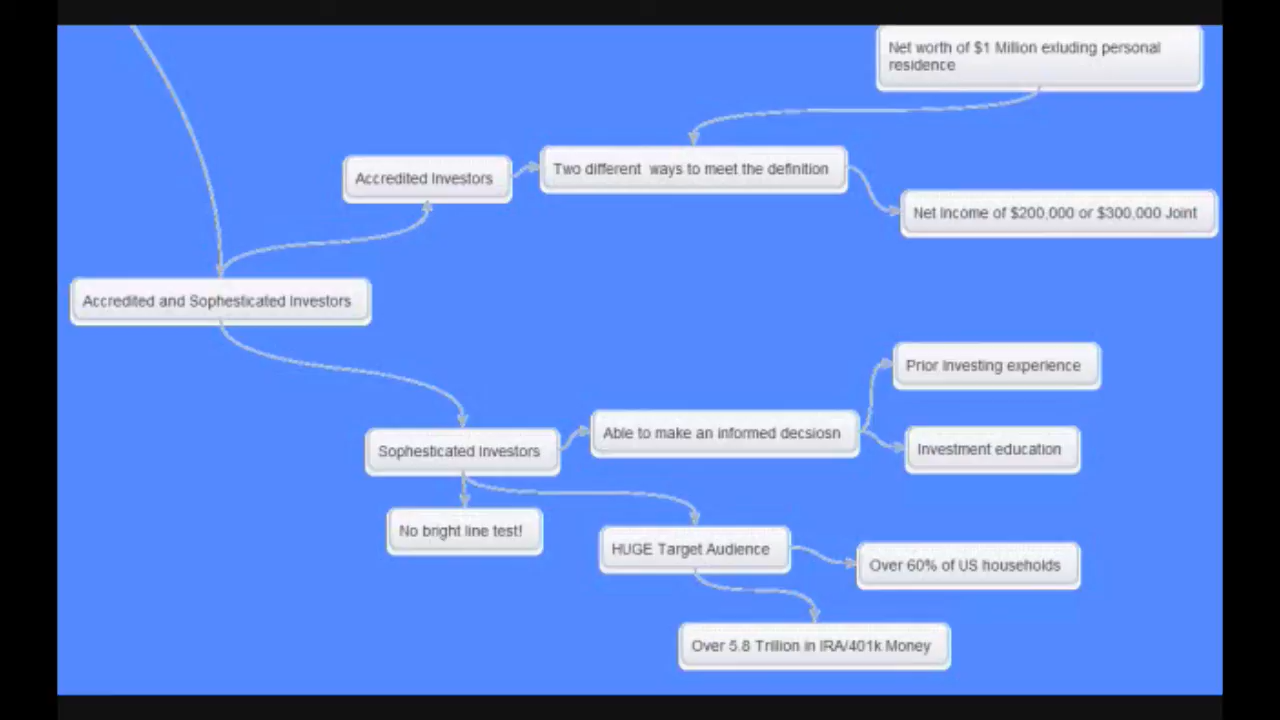 Net worth of $1 Million exluding personal
residence
Accredited Investors
Two different ways to meet the definition
Net Income of $200,000 or $300,000 Joint
Accredited and Sophesticated Investors
Prior Investing experience
Sophesticated Investors
Able to make an informed decsiosn
Investment education
No bright line test!
HUGE Target Audience
Over 60% of US households
Over 5.8 Trillion in IRA/401k Money